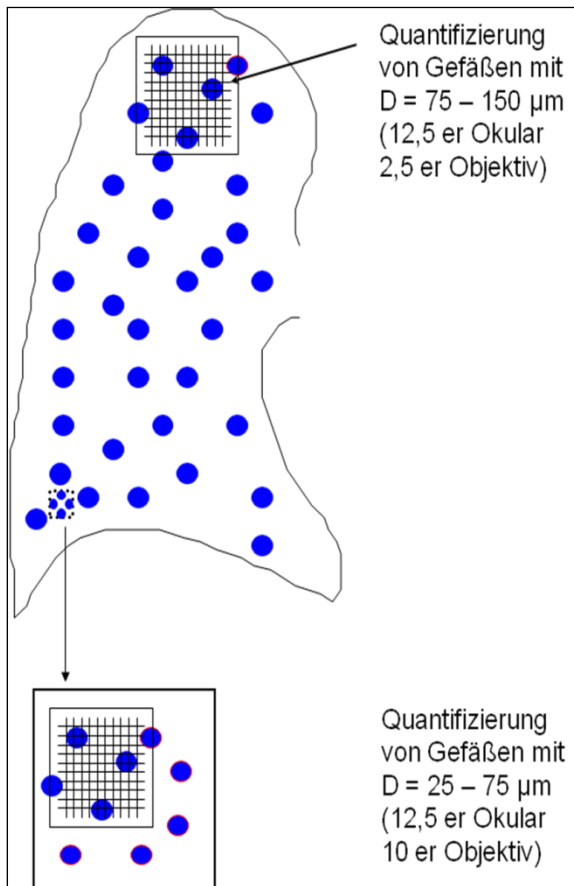 Quantifizierung
von Gefäßen mit
D = 75 – 150 µm
(12,5 er Okular
2,5 er Objektiv)
Quantifizierung
von Gefäßen mit
D = 25 – 75 µm
(12,5 er Okular
10 er Objektiv)